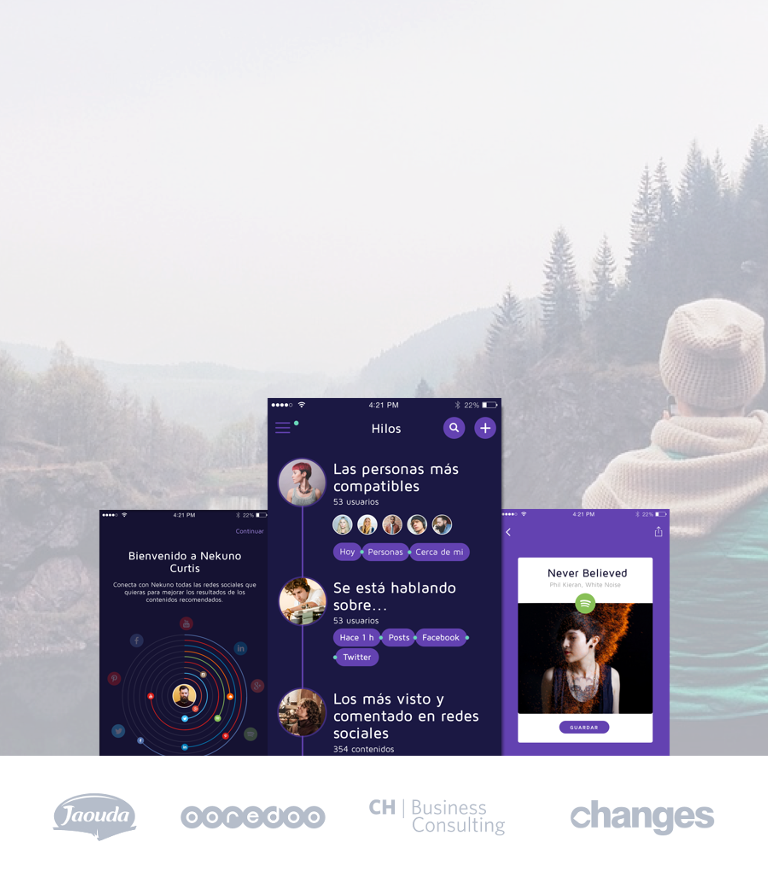 4:21 PM
22%
Hilos
Las personas más
compatibles
53 usuarios
Hoy
Personas
Cerca de mi
Se está hablando
sobre...
53 usuarios
Hace 1 h
Posts
Facebook
Twitter
Los más visto y
comentado en redes
sociales
354 contenidos
4:21 PM
22%
Continuar
Bienvenido a Nekuno
Curtis
Conecta con Nekuno todas las redes sociales que
quieras para mejorar los resultados de los
contenidos recomendados.
4:21 PM
22%
Never Believed
Phil Kieran, White Noise
GUARDAR
Jaouda
ooredoo
CH Business
Consulting
changes